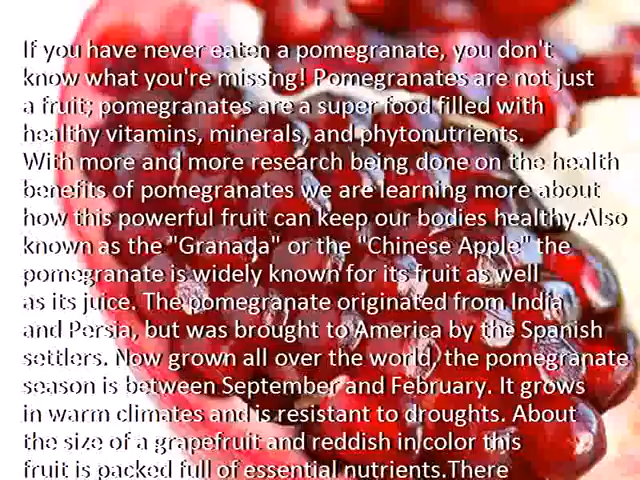 If you have never eaten a pomegranate, you don't
know what you're missing! Pomegranates are not just
a fruit; pomegranates are a super food filled with
healthy vitamins, minerals, and phytonutrients.
With more and more research being done on the health
benefits of pomegranates we are learning more about
how this powerful fruit can keep our bodies healthy.Also
known as the "Granada" or the "Chinese Apple" the
pomegranate is widely known for its fruit as well
as its juice. The pomegranate originated from India
and Persia, but was brought to America by the Spanish
settlers. Now grown all over the world, the pomegranate
season is between September and February. It grows
in warm climates and is resistant to droughts. About
the size of a grapefruit and reddish in color this
fruit is packed full of essential nutrients.There